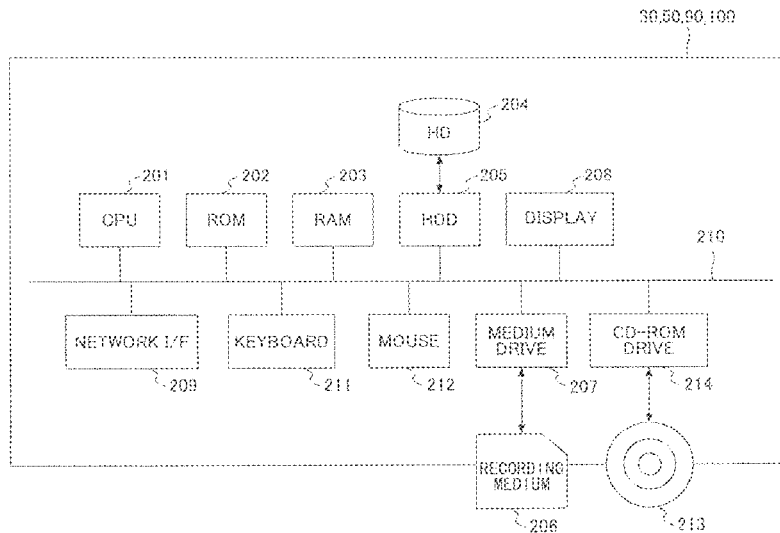 30,50,90,100
204
HD
201
202
203
205
208
CPU
ROM
RAM
HDD
DISPLAY
210
NETWORK I/F
KEYBOARD
MOUSE
MEDIUM
DRIVE
CD-ROM
DRIVE
209
211
212
207
214
RECORDING
MEDIUM
206
213